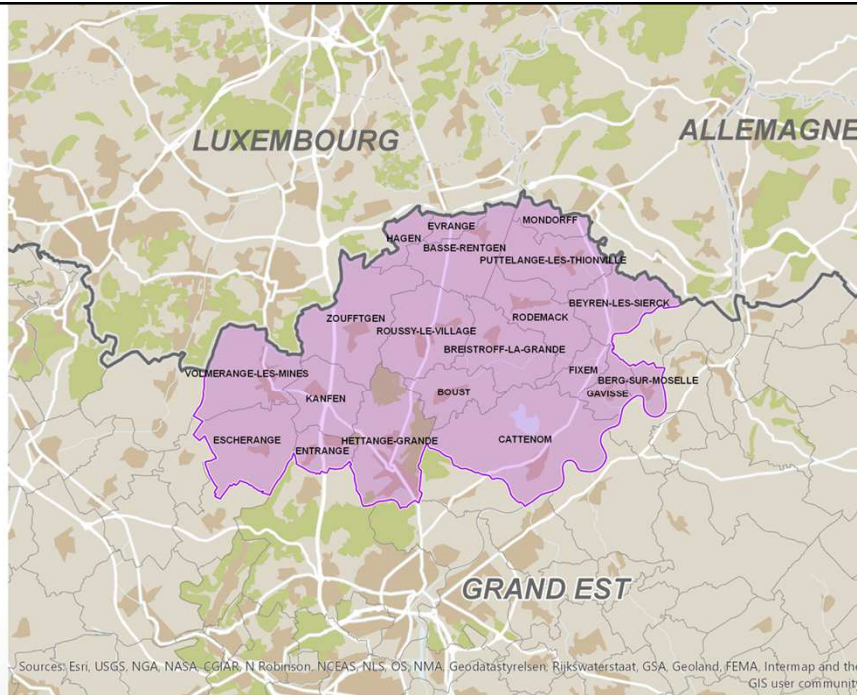 LUXEMBOURG
ALLEMAGNE
MONDORFF
EVRANGE
HAGEN
BASSE-RENTGEN
PUTTELANGE-LES-THIONVILLE
BEYREN-LES-SIERCK
ZOUFFTGEN
RODEMACK
ROUSSY-LE-VILLAGE
BREISTROFF-LA-GRANDE
VOLMERANGE-LES-MINES
FIXEM
BERG-SUR-MOSELLE
GAVISSE
BOUST
KANFEN
ESCHERANGE
HETTANGE-GRANDE
CATTENOM
ENTRANGE
GRAND EST
Sources: Esri, USGS, NGA, NASA, CGIAR, N Robinson, NCEAS, NLS, OS, NMA, Geodatastyrelsen, Rijkswaterstaat, GSA, Geoland, FEMA, Intermap and the
GIS user community